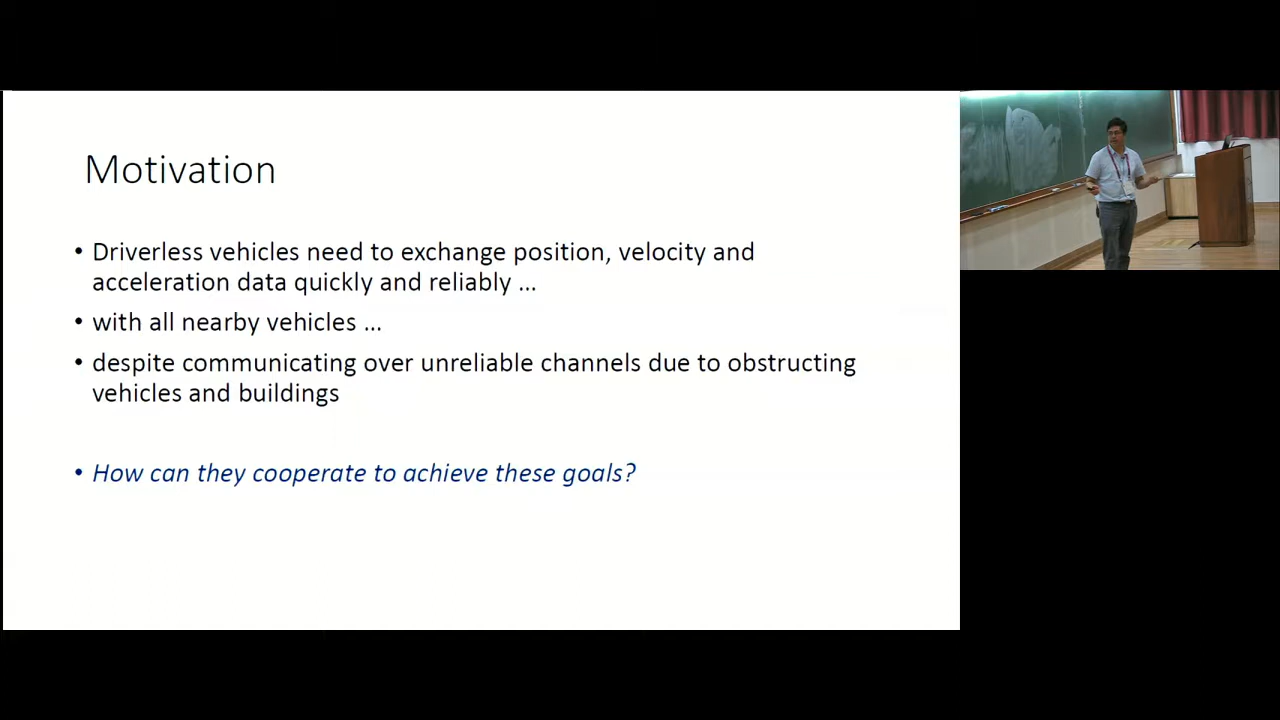 Motivation
• Driverless vehicles need to exchange position, velocity and
acceleration data quickly and reliably ...
• with all nearby vehicles ...
• despite communicating over unreliable channels due to obstructing
vehicles and buildings
• How can they cooperate to achieve these goals?